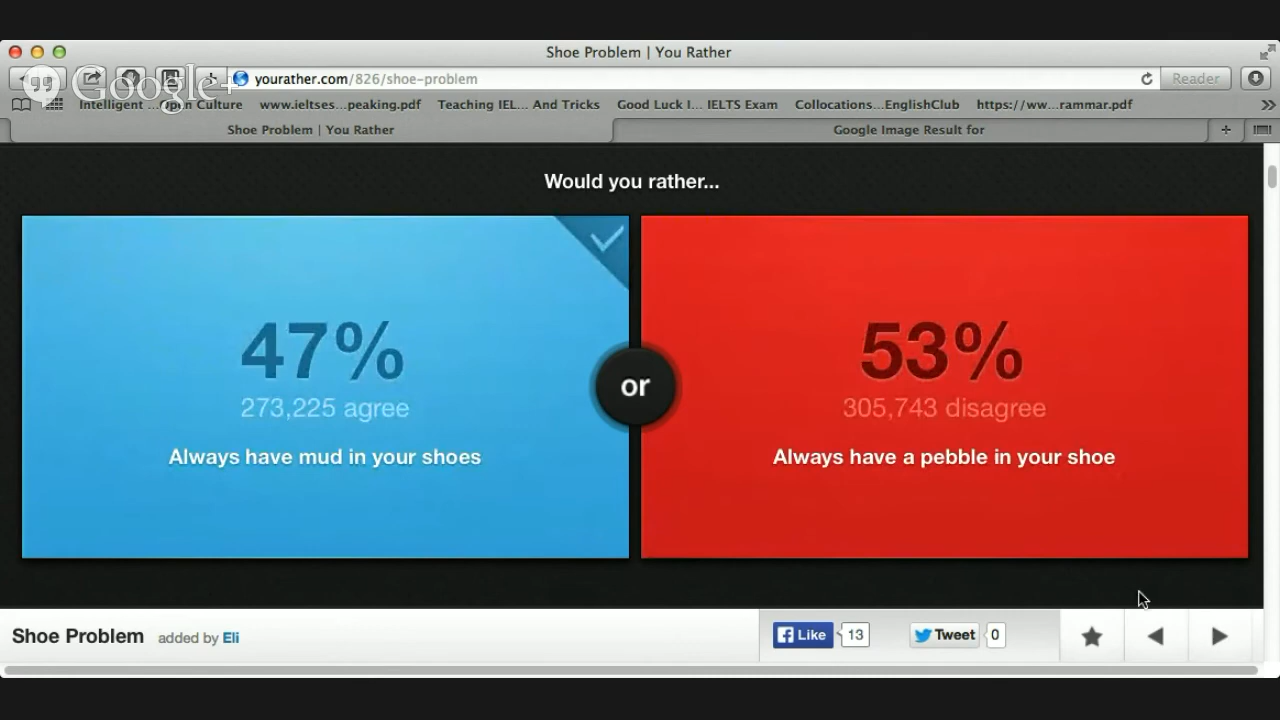 Shoe Problem | You Rather
Google+
yourather.com/826/shoe-problem
Reader
Intelligent ...Open Culture
www.ieltses...peaking.pdf
Teaching IEL... And Tricks
Good Luck I... IELTS Exam
Collocations...EnglishClub
https://ww...rammar.pdf
Shoe Problem | You Rather
Google Image Result for
Would you rather...
47%
273,225 agree
Always have mud in your shoes
or
53%
305,743 disagree
Always have a pebble in your shoe
Shoe Problem added by Eli
Like 13
Tweet 0